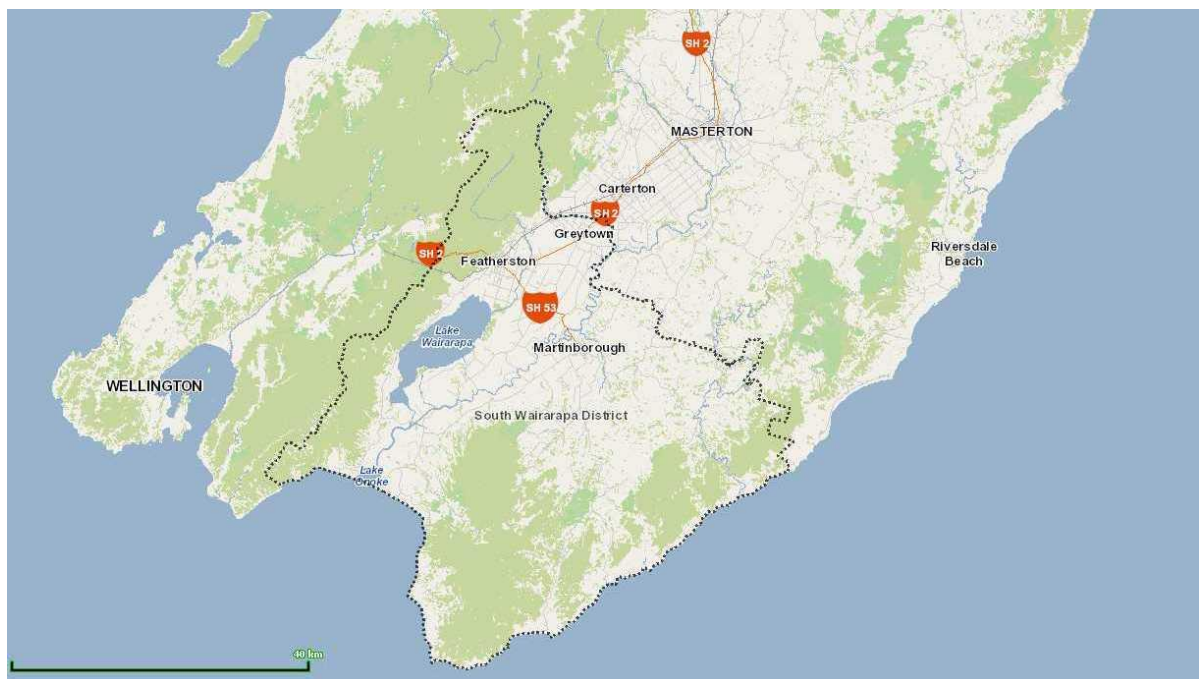 SH 2
MASTERTON
Carterton
SH 2
Greytown
SH 2
Featherston
Riversdale
Beach
SH 53
Lake
Wairarapa
Martinborough
WELLINGTON
South Wairarapa District
Lake
Onoke
40 km